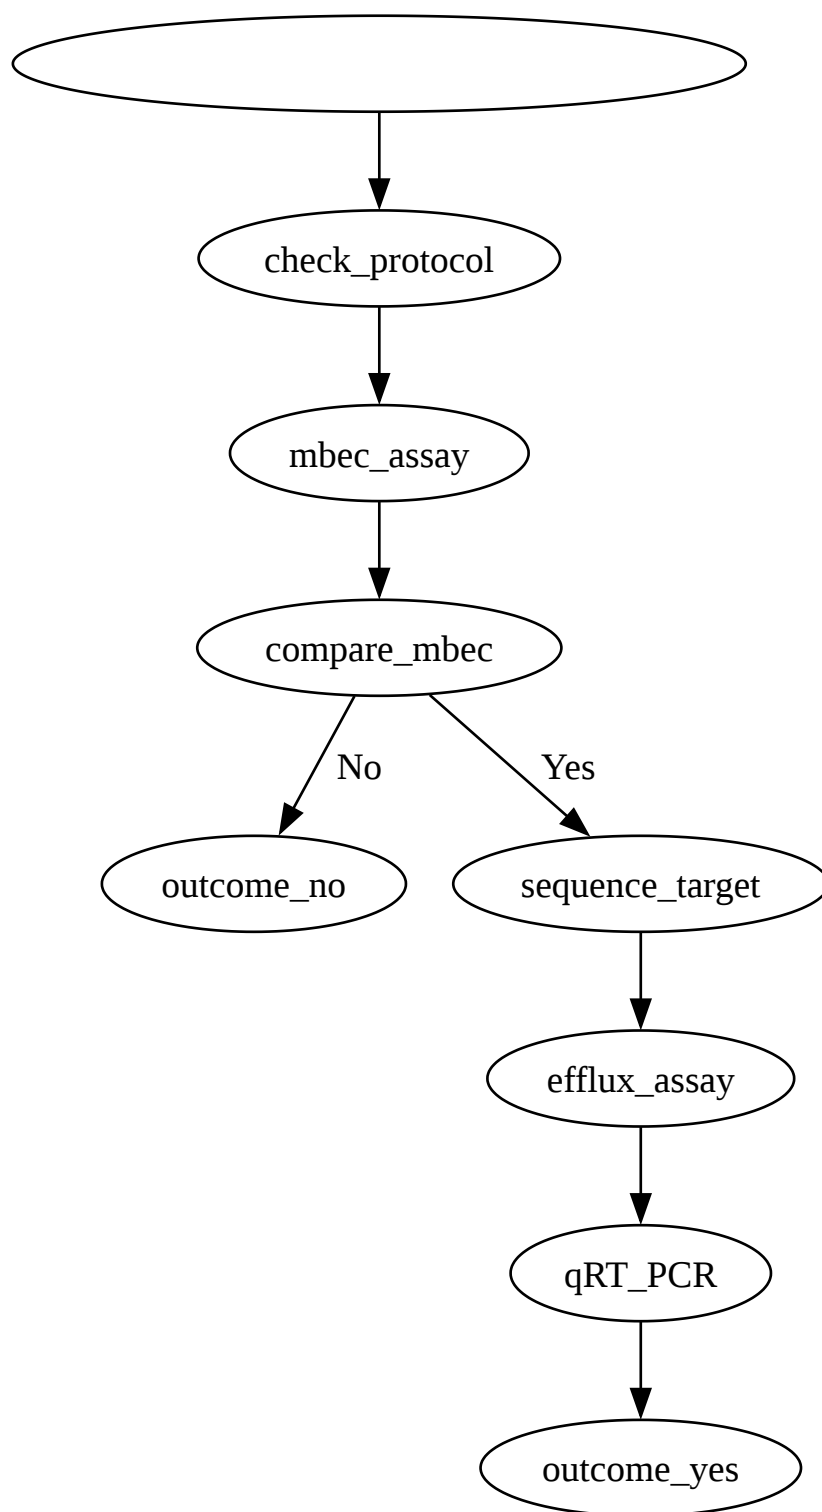 check_protocol
mbec_assay
compare_mbec
No
Yes
outcome_no
sequence_target
efflux_assay
qRT_PCR
outcome_yes